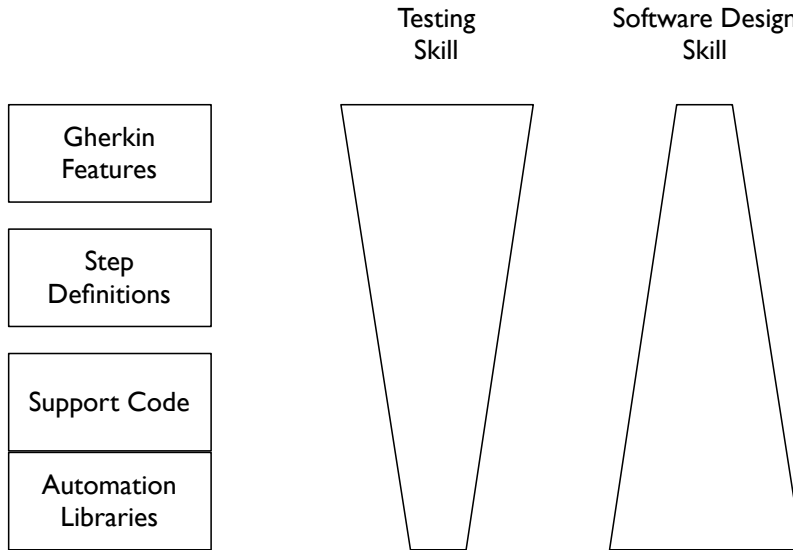 Testing
Skill
Software Design
Skill
Gherkin
Features
Step
Definitions
Support Code
Automation
Libraries